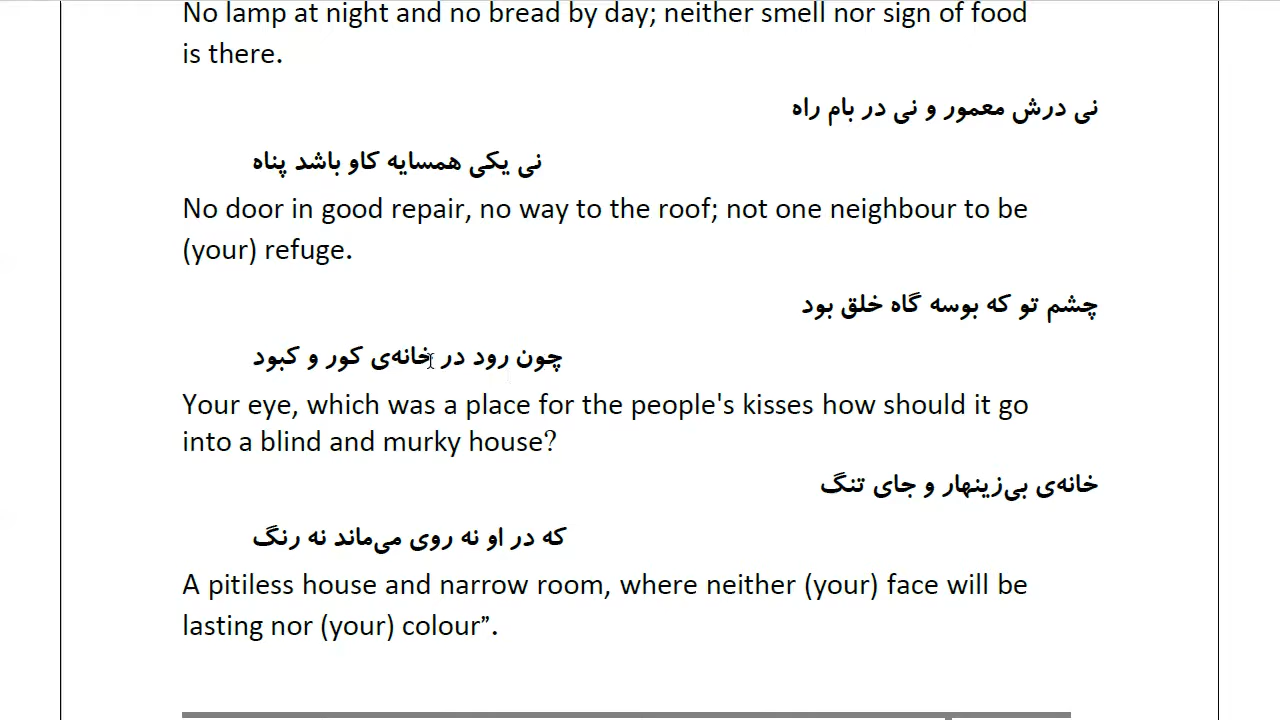 No lamp at night and no bread by day; neither smell nor sign of food
is there.
نی درش معمور و نی در بام راه
نی یکی همسایه کاو باشد پناه
No door in good repair, no way to the roof; not one neighbour to be
(your) refuge.
چشم تو که بوسه گاه خلق بود
چون رود در خانه‌ی کور و کبود
Your eye, which was a place for the people's kisses how should it go
into a blind and murky house?
خانه‌ی بی‌زینهار و جای تنگ
که در او نه روی می‌ماند نه رنگ
A pitiless house and narrow room, where neither (your) face will be
lasting nor (your) colour”.